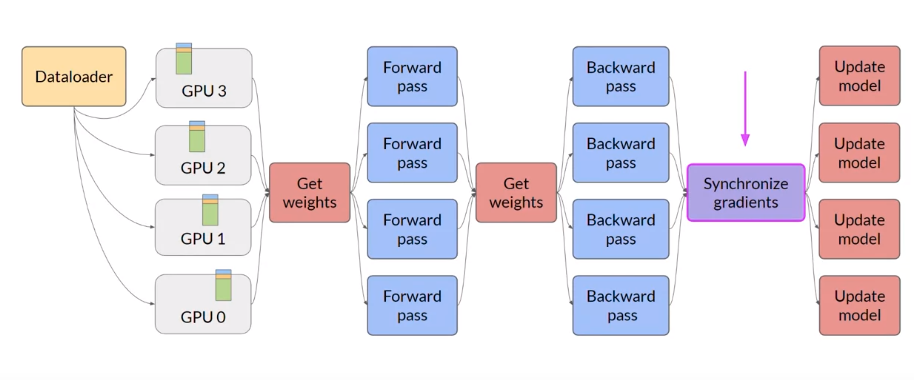 Dataloader
GPU 3
GPU 2
GPU 1
GPU 0
Get
weights
Forward
pass
Forward
pass
Forward
pass
Forward
pass
Get
weights
Backward
pass
Backward
pass
Backward
pass
Backward
pass
Synchronize
gradients
Update
model
Update
model
Update
model
Update
model